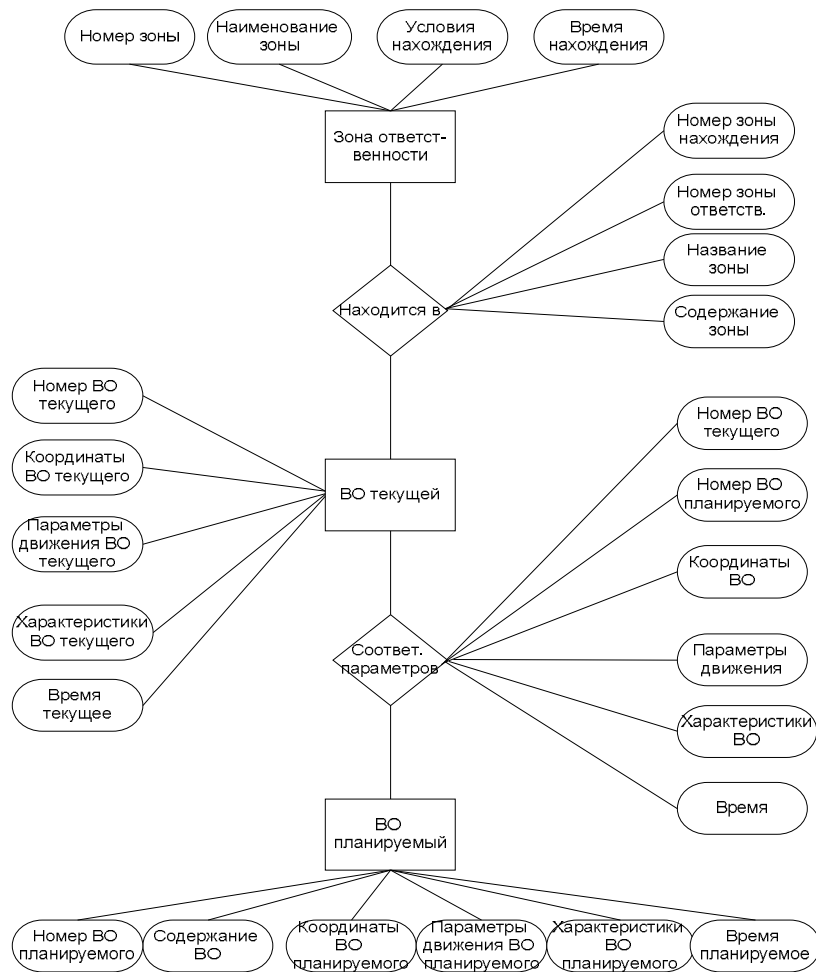 Номер зоны
Наименование
зоны
Условия
нахождения
Время
нахождения
Зона ответст-
венности
Номер зоны
нахождения
Номер зоны
ответств.
Название
зоны
Содержание
зоны
Находится в
Номер ВО
текущего
Координаты
ВО текущего
Параметры
движения ВО
текущего
Характеристики
ВО текущего
Время
текущее
ВО текущей
Номер ВО
текущего
Номер ВО
планируемого
Координаты
ВО
Параметры
движения
Характеристики
ВО
Время
Соответ.
параметров
ВО
планируемый
Номер ВО
планируемого
Содержание
ВО
Координаты
ВО
планируемого
Параметры
движения ВО
планируемого
Характеристики
ВО
планируемого
Время
планируемое